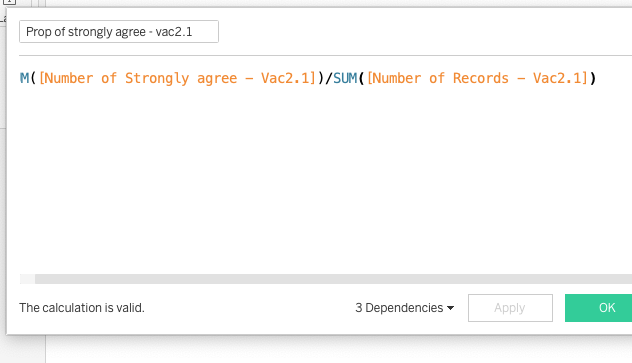 Prop of strongly agree - vac2.1
M([Number of Strongly agree - Vac2.1])/SUM([Number of Records - Vac2.1])
The calculation is valid.
3 Dependencies
Apply
OK